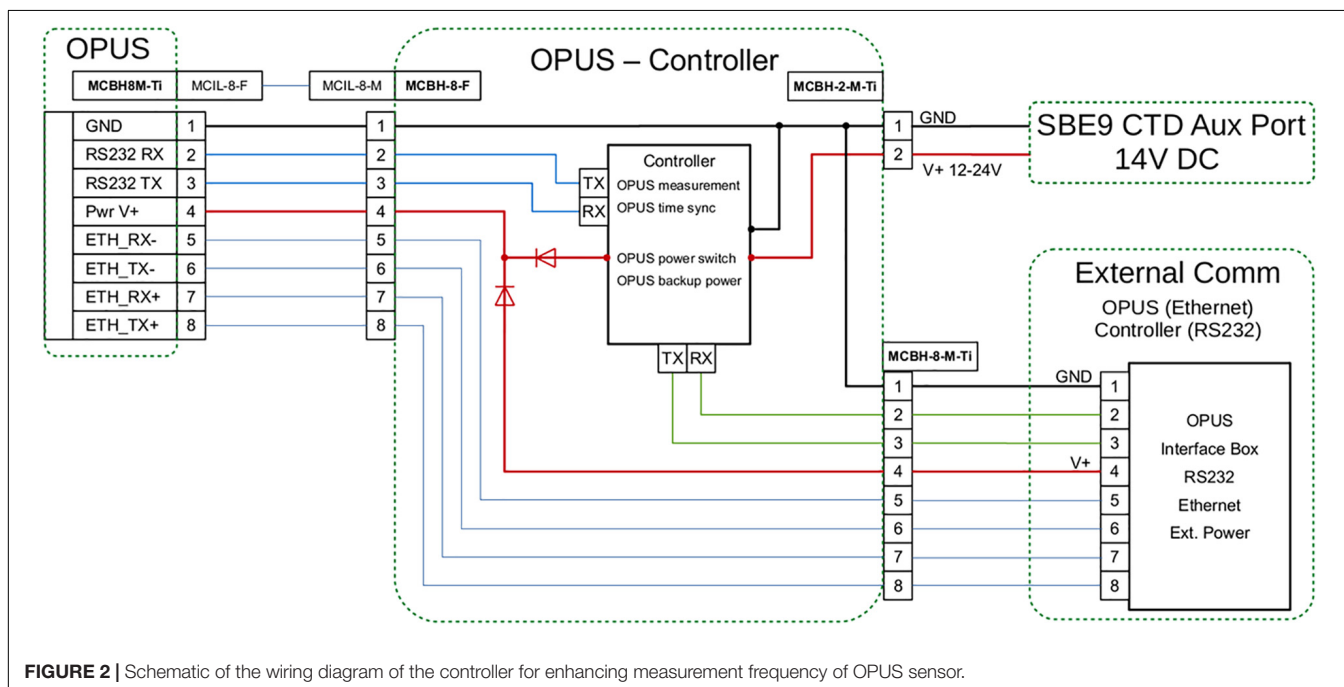 OPUS
MCBH8M-Ti MCIL-8-F MCIL-8-M MCBH-8-F
GND 1 1
RS232 RX 2 2
RS232 TX 3 3
Pwr V+ 4 4
ETH_RX- 5 5
ETH_TX- 6 6
ETH_RX+ 7 7
ETH_TX+ 8 8
OPUS – Controller
MCBH-2-M-Ti
1 GND
2 V+ 12-24V
Controller
TX OPUS measurement
RX OPUS time sync
OPUS power switch
OPUS backup power
TX RX
SBE9 CTD Aux Port
14V DC
MCBH-8-M-Ti
1 GND 1
2 2
3 3
4 V+ 4
5 5
6 6
7 7
8 8
External Comm
OPUS (Ethernet)
Controller (RS232)
OPUS
Interface Box
RS232
Ethernet
Ext. Power
FIGURE 2 | Schematic of the wiring diagram of the controller for enhancing measurement frequency of OPUS sensor.